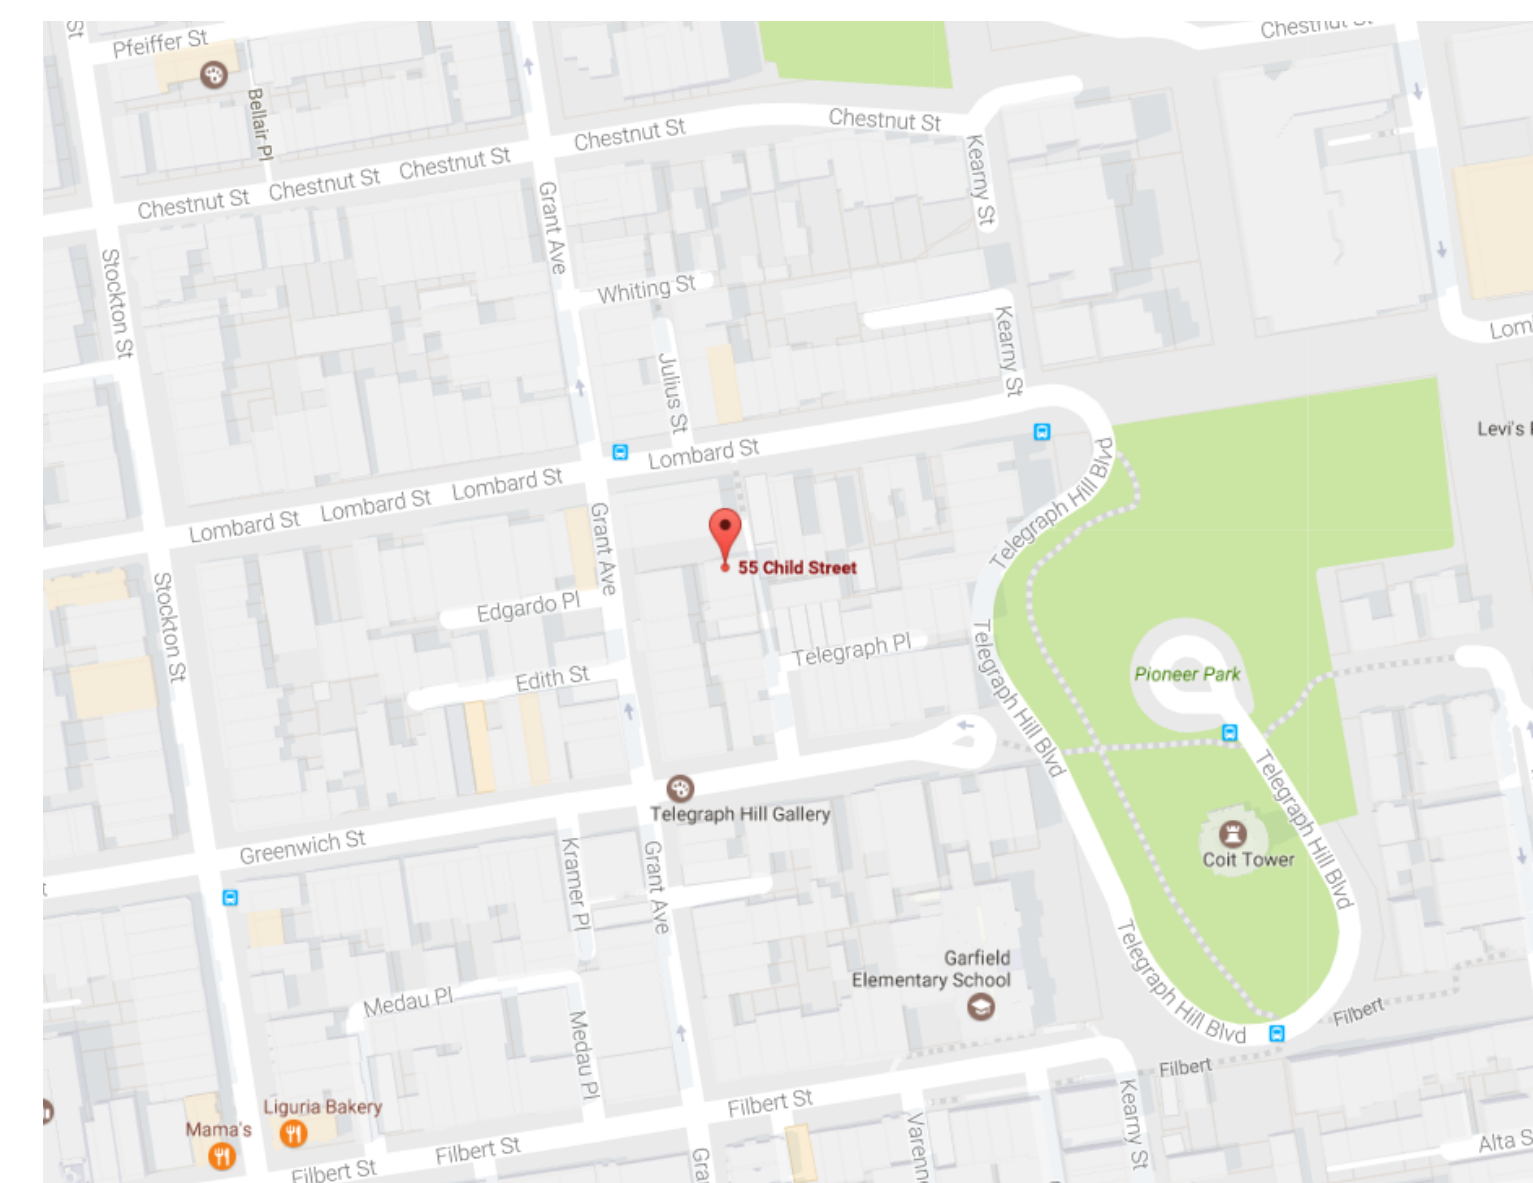 St
Pfeiffer St
Bellair Pl
Chestnut St
Chestnut St
Chestnut St
Chestnut St
Chestnut St
Chestnut St
Kearny St
Grant Ave
Stockton St
Whiting St
Kearny St
Lom
Julius St
Levi's
Lombard St
Lombard St
Lombard St
Lombard St
Telegraph Hill Blvd
Grant Ave
55 Child Street
Stockton St
Edgardo Pl
Telegraph Pl
Edith St
Telegraph Hill Blvd
Pioneer Park
Telegraph Hill Blvd
Telegraph Hill Gallery
Greenwich St
Coit Tower
Kramer Pl
Grant Ave
Garfield
Elementary School
Telegraph Hill Blvd
Medau Pl
Medau Pl
Filbert
Filbert
Liguria Bakery
Mama's
Filbert St
Filbert St
Filbert St
Varenn
Kearny St
Gra
Alta S